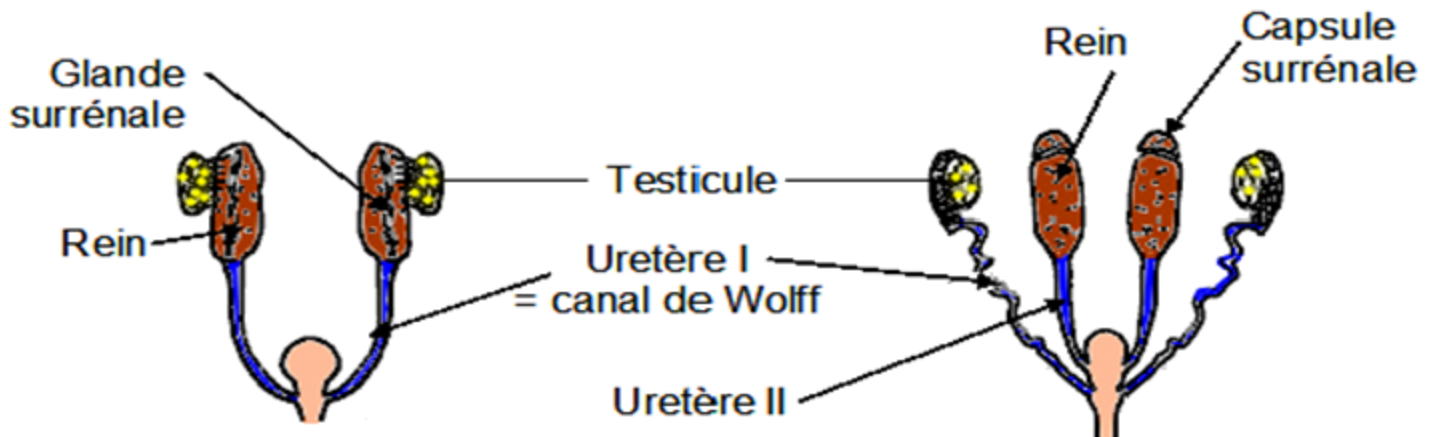 Glande
surrénale
Rein
Testicule
Uretère I
= canal de Wolff
Uretère II
Rein
Capsule
surrénale